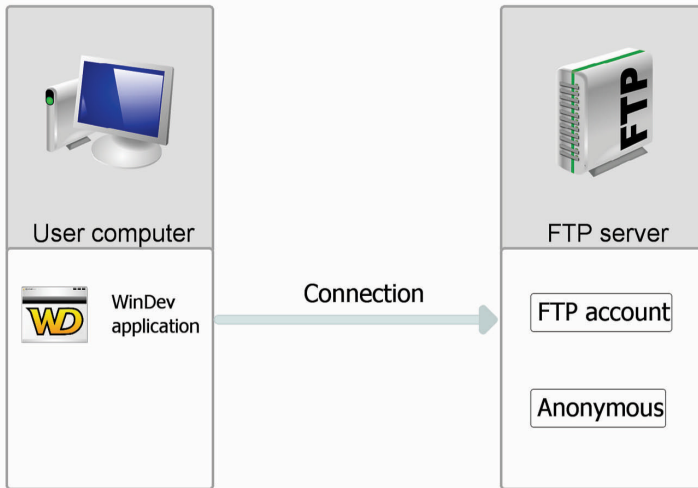 FTP
User computer
FTP server
WD
WinDev
application
Connection
FTP account
Anonymous